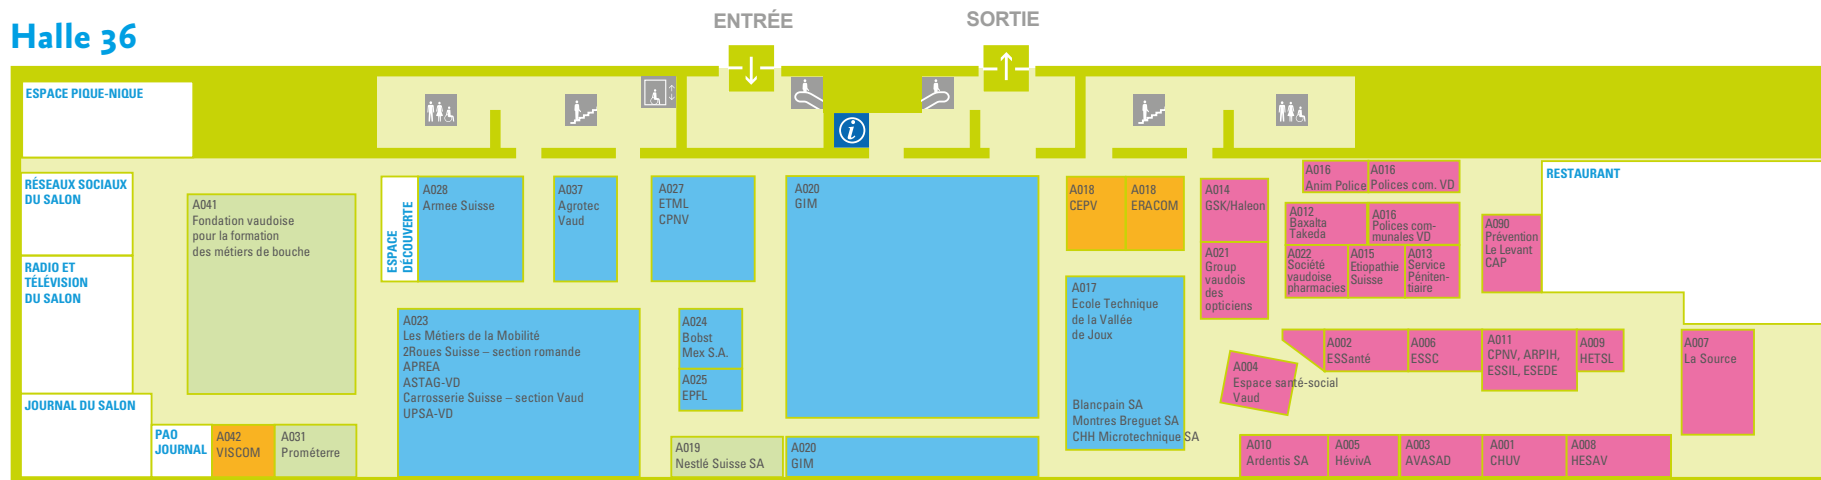 Halle 36
ENTRÉE
SORTIE
ESPACE PIQUE-NIQUE
RÉSEAUX SOCIAUX
DU SALON
RADIO ET
TÉLÉVISION
DU SALON
JOURNAL DU SALON
PAO
JOURNAL
A042
VISCOM
A031
Prométerre
A041
Fondation vaudoise
pour la formation
des métiers de bouche
ESPACE
DÉCOUVERTE
A028
Armee Suisse
A037
Agrotec
Vaud
A027
ETML
CPNV
A020
GIM
A023
Les Métiers de la Mobilité
2Roues Suisse – section romande
APREA
ASTAG-VD
Carrosserie Suisse – section Vaud
UPSA-VD
A024
Bobst
Mex S.A.
A025
EPFL
A019
Nestlé Suisse SA
A020
GIM
i
A018
CEPV
A018
ERACOM
A017
Ecole Technique
de la Vallée
de Joux
Blancpain SA
Montres Breguet SA
CHH Microtechnique SA
A014
GSK/Haleon
A021
Group
vaudois
des
opticiens
A016
Anim Police
A016
Polices com. VD
A012
Baxalta
Takeda
A016
Polices com-
munales VD
A022
Société
vaudoise
pharmacies
A015
Etiopathie
Suisse
A013
Service
Péniten-
tiaire
A090
Prévention
Le Levant
CAP
RESTAURANT
A004
Espace santé-social
Vaud
A002
ESSanté
A006
ESSC
A011
CPNV, ARPIH,
ESSIL, ESEDE
A009
HETSL
A007
La Source
A010
Ardentis SA
A005
HévivA
A003
AVASAD
A001
CHUV
A008
HESAV